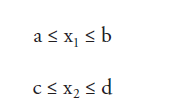 a ≤ x₁ ≤ b
c ≤ x₂ ≤ d